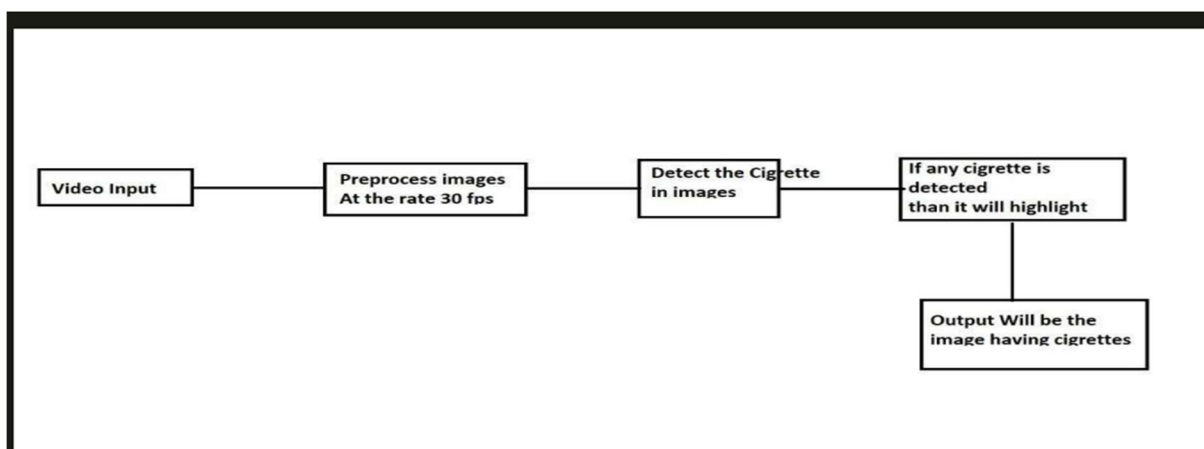 Video Input
Preprocess images
At the rate 30 fps
Detect the Cigrette
in images
If any cigrette is
detected
than it will highlight
Output Will be the
image having cigrettes